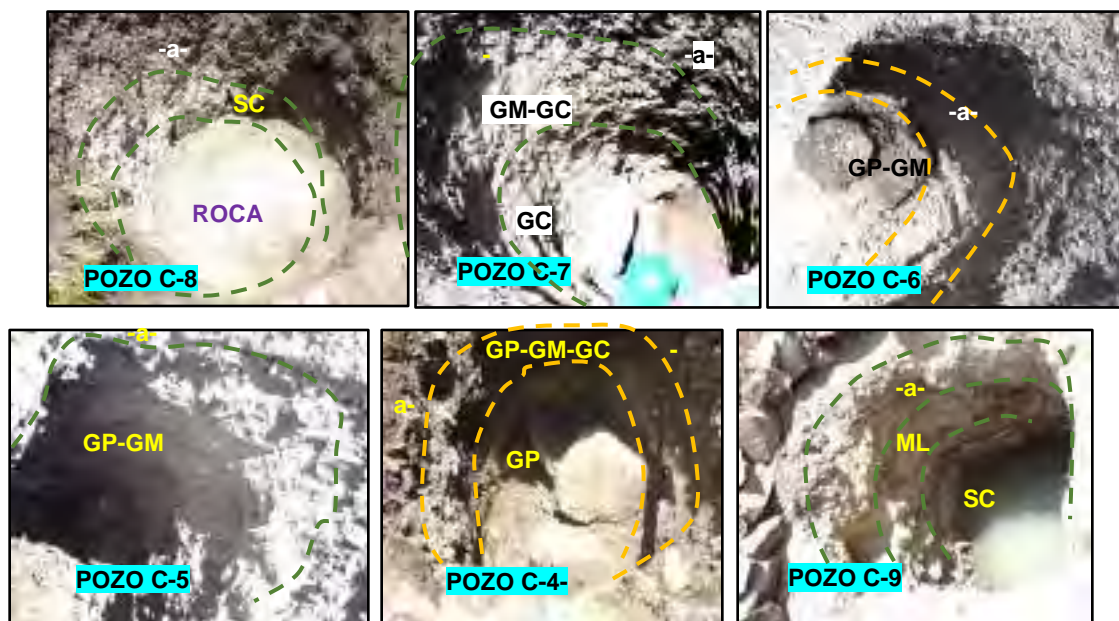 -a-
SC
ROCA
POZO C-8
-
-a-
GM-GC
GC
POZO C-7
-a-
GP-GM
POZO C-6
-a-
GP-GM
POZO C-5
GP-GM-GC
-
a-
GP
POZO C-4-
-a-
ML
SC
POZO C-9